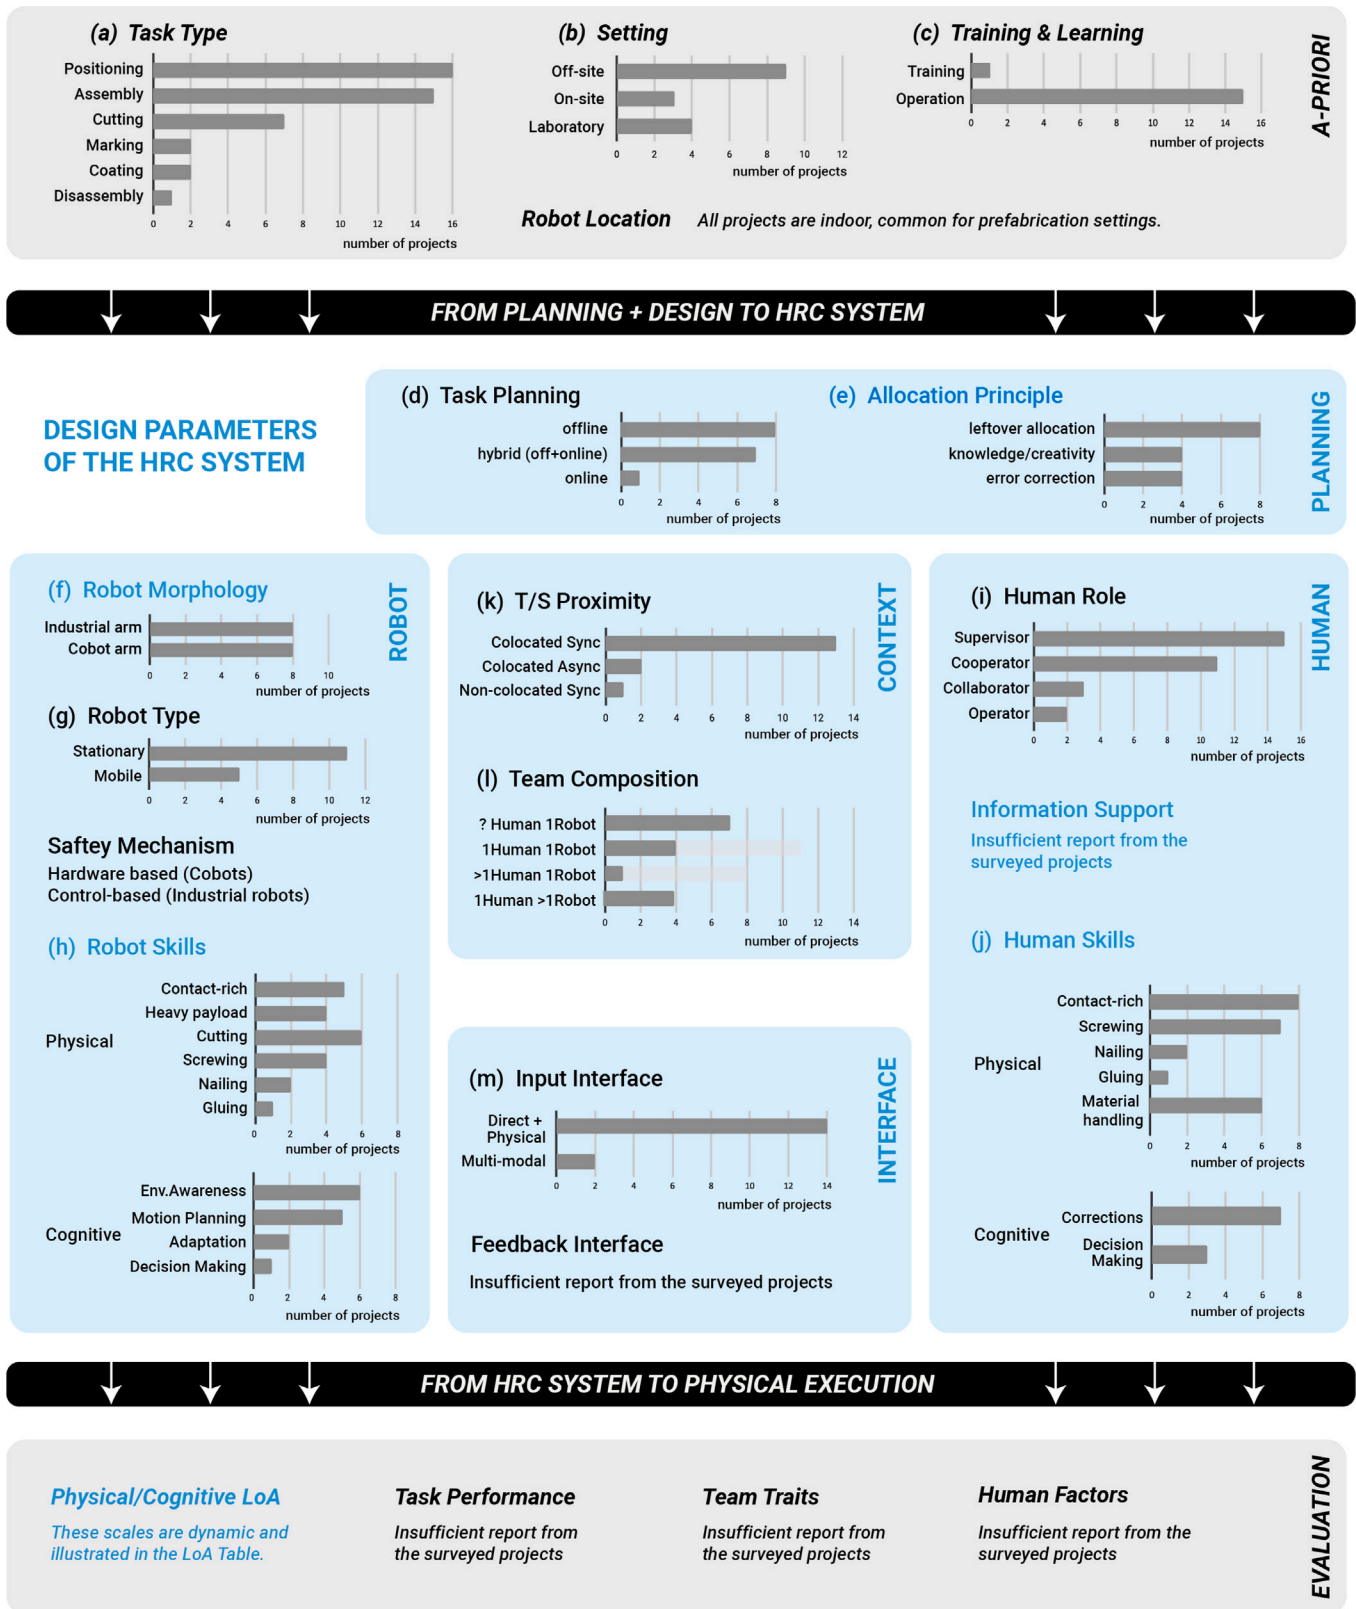 (a) Task Type
Positioning
Assembly
Cutting
Marking
Coating
Disassembly
0 2 4 6 8 10 12 14 16
number of projects
(b) Setting
Off-site
On-site
Laboratory
0 2 4 6 8 10 12
number of projects
(c) Training & Learning
Training
Operation
0 2 4 6 8 10 12 14 16
number of projects
A-PRIORI
Robot Location All projects are indoor, common for prefabrication settings.
FROM PLANNING + DESIGN TO HRC SYSTEM
DESIGN PARAMETERS
OF THE HRC SYSTEM
(d) Task Planning
offline
hybrid (off+online)
online
0 2 4 6 8
number of projects
(e) Allocation Principle
leftover allocation
knowledge/creativity
error correction
0 2 4 6 8
number of projects
PLANNING
(f) Robot Morphology
Industrial arm
Cobot arm
0 2 4 6 8 10
number of projects
ROBOT
(g) Robot Type
Stationary
Mobile
0 2 4 6 8 10 12
number of projects
Saftey Mechanism
Hardware based (Cobots)
Control-based (Industrial robots)
(h) Robot Skills
Physical
Contact-rich
Heavy payload
Cutting
Screwing
Nailing
Gluing
0 2 4 6 8
number of projects
Cognitive
Env.Awareness
Motion Planning
Adaptation
Decision Making
0 2 4 6 8
number of projects
(k) T/S Proximity
Colocated Sync
Colocated Async
Non-colocated Sync
0 2 4 6 8 10 12 14
number of projects
CONTEXT
(l) Team Composition
? Human 1Robot
1Human 1Robot
>1Human 1Robot
1Human >1Robot
0 2 4 6 8 10 12 14
number of projects
(m) Input Interface
Direct +
Physical
Multi-modal
0 2 4 6 8 10 12 14
number of projects
INTERFACE
Feedback Interface
Insufficient report from the surveyed projects
(i) Human Role
Supervisor
Cooperator
Collaborator
Operator
0 2 4 6 8 10 12 14 16
number of projects
HUMAN
Information Support
Insufficient report from the
surveyed projects
(j) Human Skills
Physical
Contact-rich
Screwing
Nailing
Gluing
Material
handling
0 2 4 6 8
number of projects
Cognitive
Corrections
Decision
Making
0 2 4 6 8
number of projects
FROM HRC SYSTEM TO PHYSICAL EXECUTION
Physical/Cognitive LoA
These scales are dynamic and
illustrated in the LoA Table.
Task Performance
Insufficient report from
the surveyed projects
Team Traits
Insufficient report from
the surveyed projects
Human Factors
Insufficient report from the
surveyed projects
EVALUATION